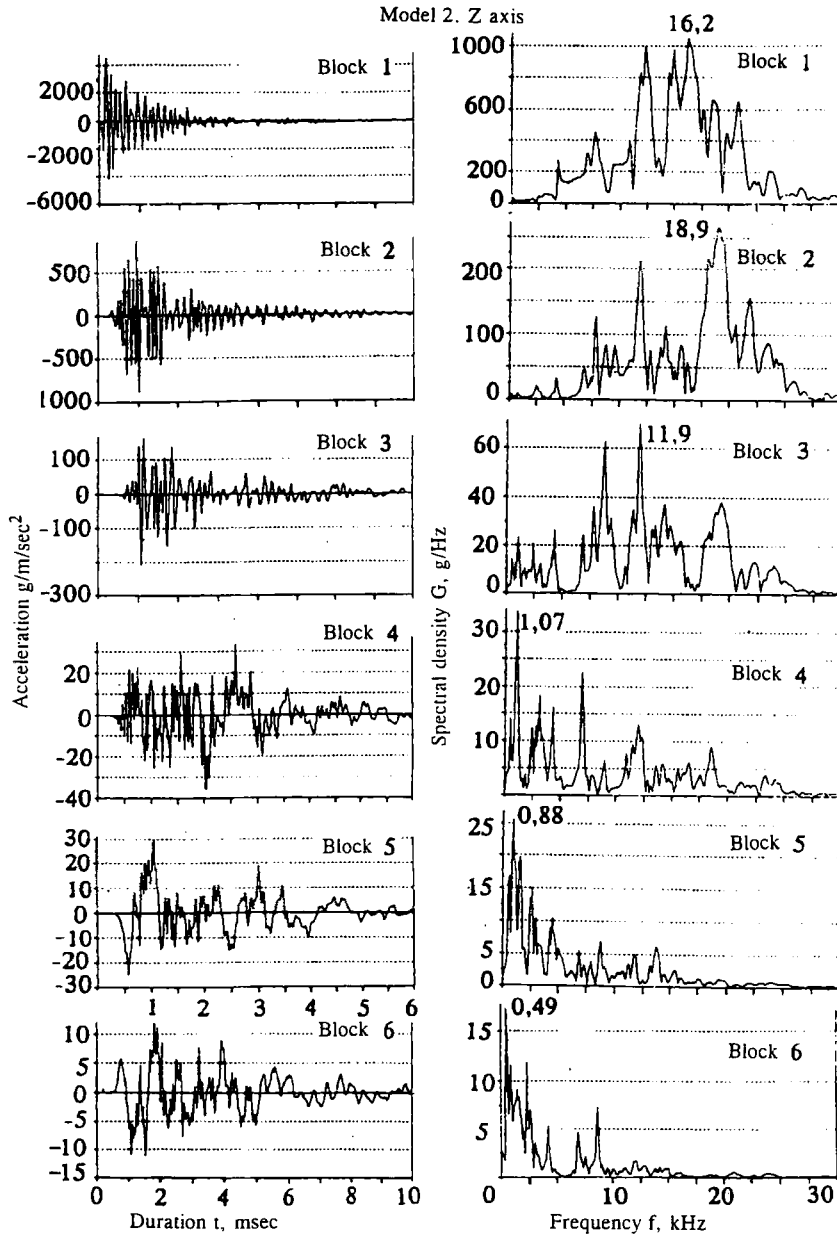 Model 2. Z axis
Acceleration g/m/sec²
Block 1
2000
0
-2000
-6000
Block 2
500
0
-500
1000
Block 3
100
0
-100
-300
Block 4
20
0
-20
-40
Block 5
30
20
10
0
-10
-20
-30
1 2 3 4 5 6
Block 6
10
5
0
-5
-10
-15
0 2 4 6 8 10
Duration t, msec
Spectral density G, g/Hz
16,2
Block 1
1000
600
200
0
18,9
Block 2
200
100
0
11,9
Block 3
60
40
20
0
1,07
Block 4
30
20
10
5
0
0,88
Block 5
25
15
5
0
0,49
Block 6
15
10
5
0 10 20 30
Frequency f, kHz